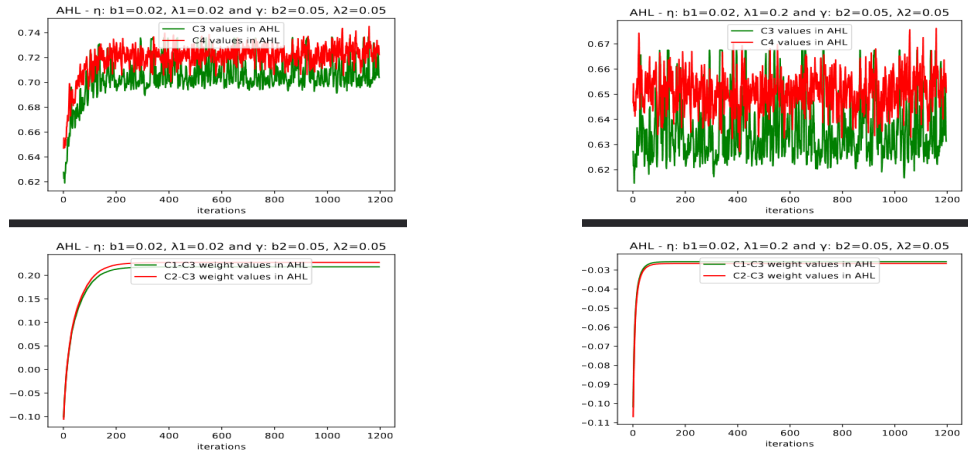 AHL - η: b1=0.02, λ1=0.02 and γ: b2=0.05, λ2=0.05
C3 values in AHL
C4 values in AHL
0.74
0.72
0.70
0.68
0.66
0.64
0.62
0 200 400 600 800 1000 1200
iterations
AHL - η: b1=0.02, λ1=0.2 and γ: b2=0.05, λ2=0.05
C3 values in AHL
C4 values in AHL
0.67
0.66
0.65
0.64
0.63
0.62
0 200 400 600 800 1000 1200
iterations
AHL - η: b1=0.02, λ1=0.02 and γ: b2=0.05, λ2=0.05
C1-C3 weight values in AHL
C2-C3 weight values in AHL
0.20
0.15
0.10
0.05
0.00
−0.05
−0.10
0 200 400 600 800 1000 1200
iterations
AHL - η: b1=0.02, λ1=0.2 and γ: b2=0.05, λ2=0.05
C1-C3 weight values in AHL
C2-C3 weight values in AHL
−0.03
−0.04
−0.05
−0.06
−0.07
−0.08
−0.09
−0.10
−0.11
0 200 400 600 800 1000 1200
iterations